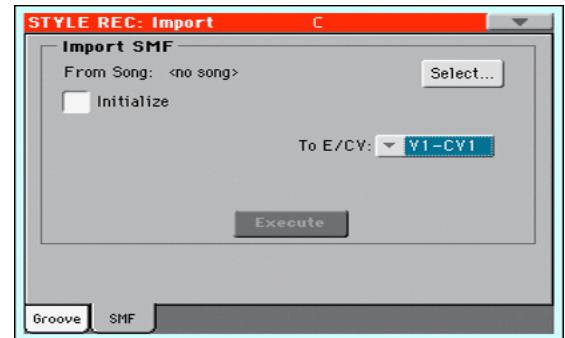 STYLE REC: Import C
Import SMF
From Song: <no song> Select...
Initialize
To E/CV: V1-CV1
Execute
Groove SMF